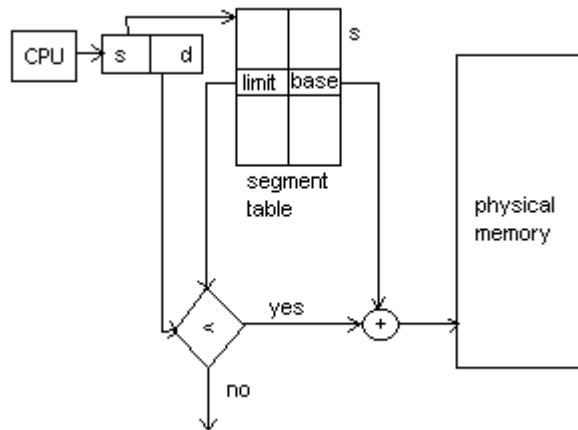 s
CPU
s d
limit base
segment
table
physical
memory
yes
<
+
no